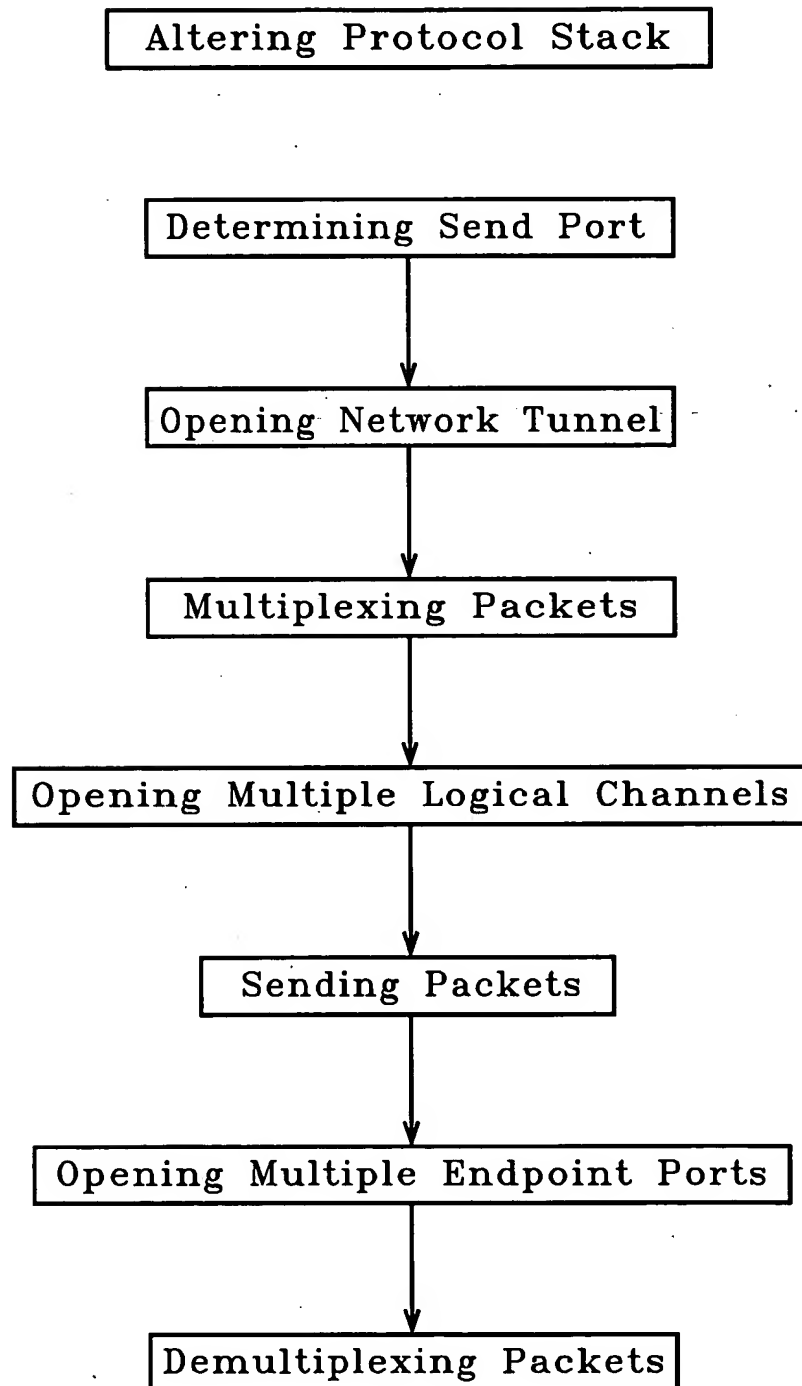 Altering Protocol Stack
Determining Send Port
Opening Network Tunnel
Multiplexing Packets
Opening Multiple Logical Channels
Sending Packets
Opening Multiple Endpoint Ports
Demultiplexing Packets